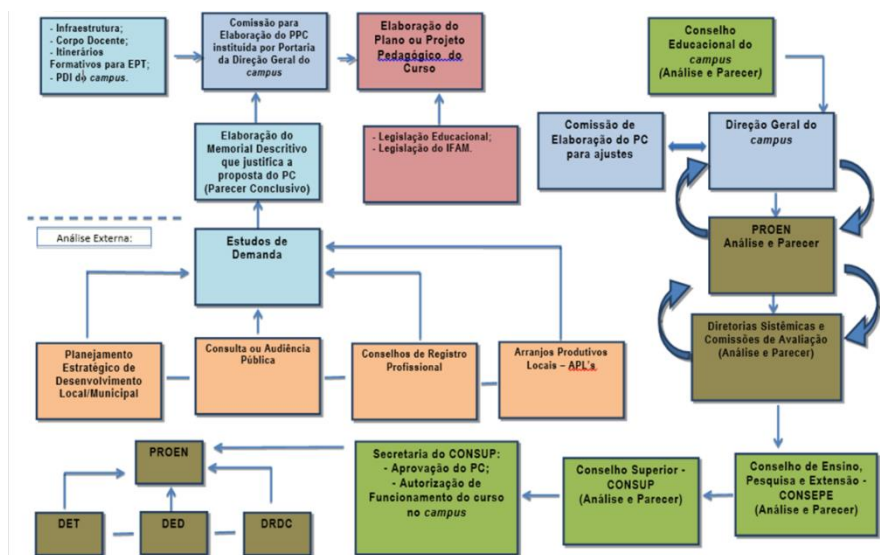 - Infraestrutura;
- Corpo Docente;
- Itinerários
Formativos para EPT;
- PDI do campus.
Comissão para
Elaboração do PPC
instituída por Portaria
da Direção Geral do
campus
Elaboração do
Plano ou Projeto
Pedagógico do
Curso
Conselho
Educacional do
campus
(Análise e Parecer)
Elaboração do
Memorial Descritivo
que justifica a
proposta do PC
(Parecer Conclusivo)
- Legislação Educacional;
- Legislação do IFAM.
Comissão de
Elaboração do PC
para ajustes
Direção Geral do
campus
Análise Externa:
Estudos de
Demanda
PROEN
Análise e Parecer
Diretorias Sistêmicas e
Comissões de Avaliação
(Análise e Parecer)
Planejamento
Estratégico de
Desenvolvimento
Local/Municipal
Consulta ou Audiência
Pública
Conselhos de Registro
Profissional
Arranjos Produtivos
Locais – APL's
PROEN
DET
DED
DRDC
Secretaria do CONSUP:
- Aprovação do PC;
- Autorização de
Funcionamento do curso
no campus
Conselho Superior -
CONSUP
(Análise e Parecer)
Conselho de Ensino,
Pesquisa e Extensão -
CONSEPE
(Análise e Parecer)